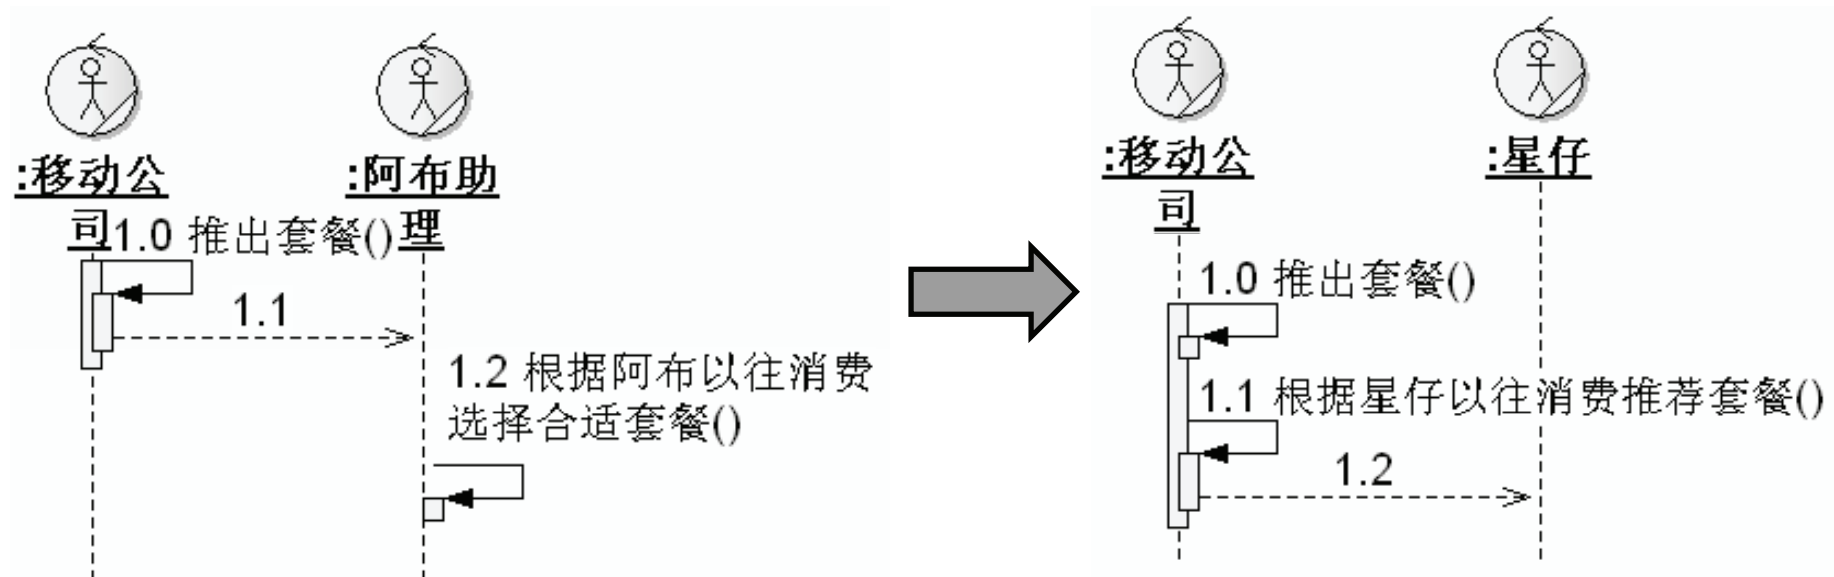 :移动公
司
:阿布助
理
1.0 推出套餐()
1.1
1.2 根据阿布以往消费
选择合适套餐()
:移动公
司
:星仔
1.0 推出套餐()
1.1 根据星仔以往消费推荐套餐()
1.2